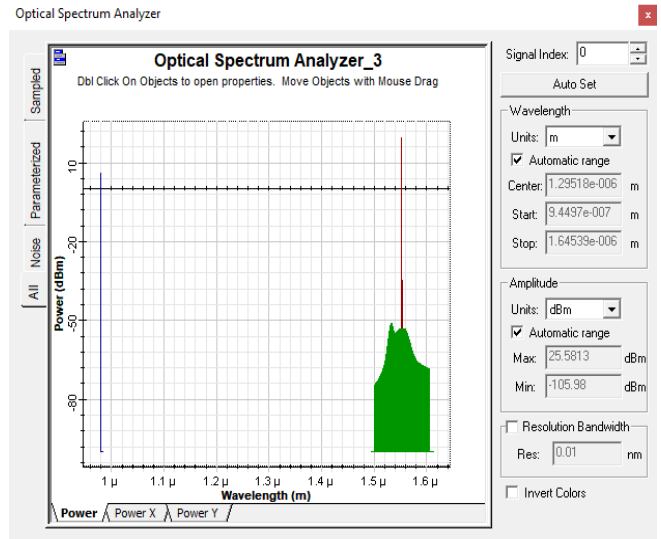 Optical Spectrum Analyzer
x
Optical Spectrum Analyzer_3
Dbl Click On Objects to open properties. Move Objects with Mouse Drag
Sampled
Parameterized
Noise
All
Power (dBm)
10
-20
-50
-80
1 µ
1.1 µ
1.2 µ
1.3 µ
1.4 µ
1.5 µ
1.6 µ
Wavelength (m)
Power
Power X
Power Y
Signal Index: 0
Auto Set
Wavelength
Units: m
Automatic range
Center: 1.29518e-006 m
Start: 9.4497e-007 m
Stop: 1.64539e-006 m
Amplitude
Units: dBm
Automatic range
Max: 25.5813 dBm
Min: -105.98 dBm
Resolution Bandwidth
Res: 0.01 nm
Invert Colors